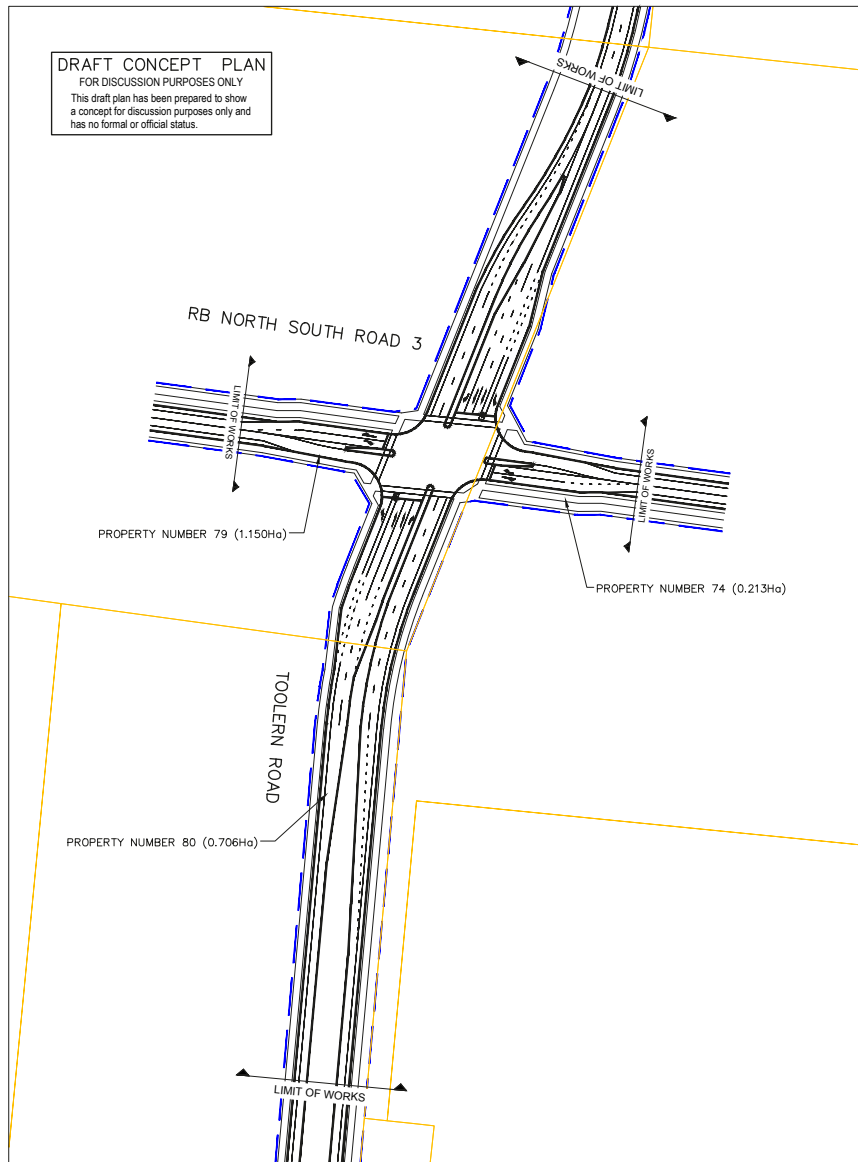 DRAFT CONCEPT PLAN
FOR DISCUSSION PURPOSES ONLY
This draft plan has been prepared to show
a concept for discussion purposes only and
has no formal or official status.
LIMIT OF WORKS
RB NORTH SOUTH ROAD 3
LIMIT OF WORKS
LIMIT OF WORKS
PROPERTY NUMBER 79 (1.150Ha)
PROPERTY NUMBER 74 (0.213Ha)
TOOLERN ROAD
PROPERTY NUMBER 80 (0.706Ha)
LIMIT OF WORKS